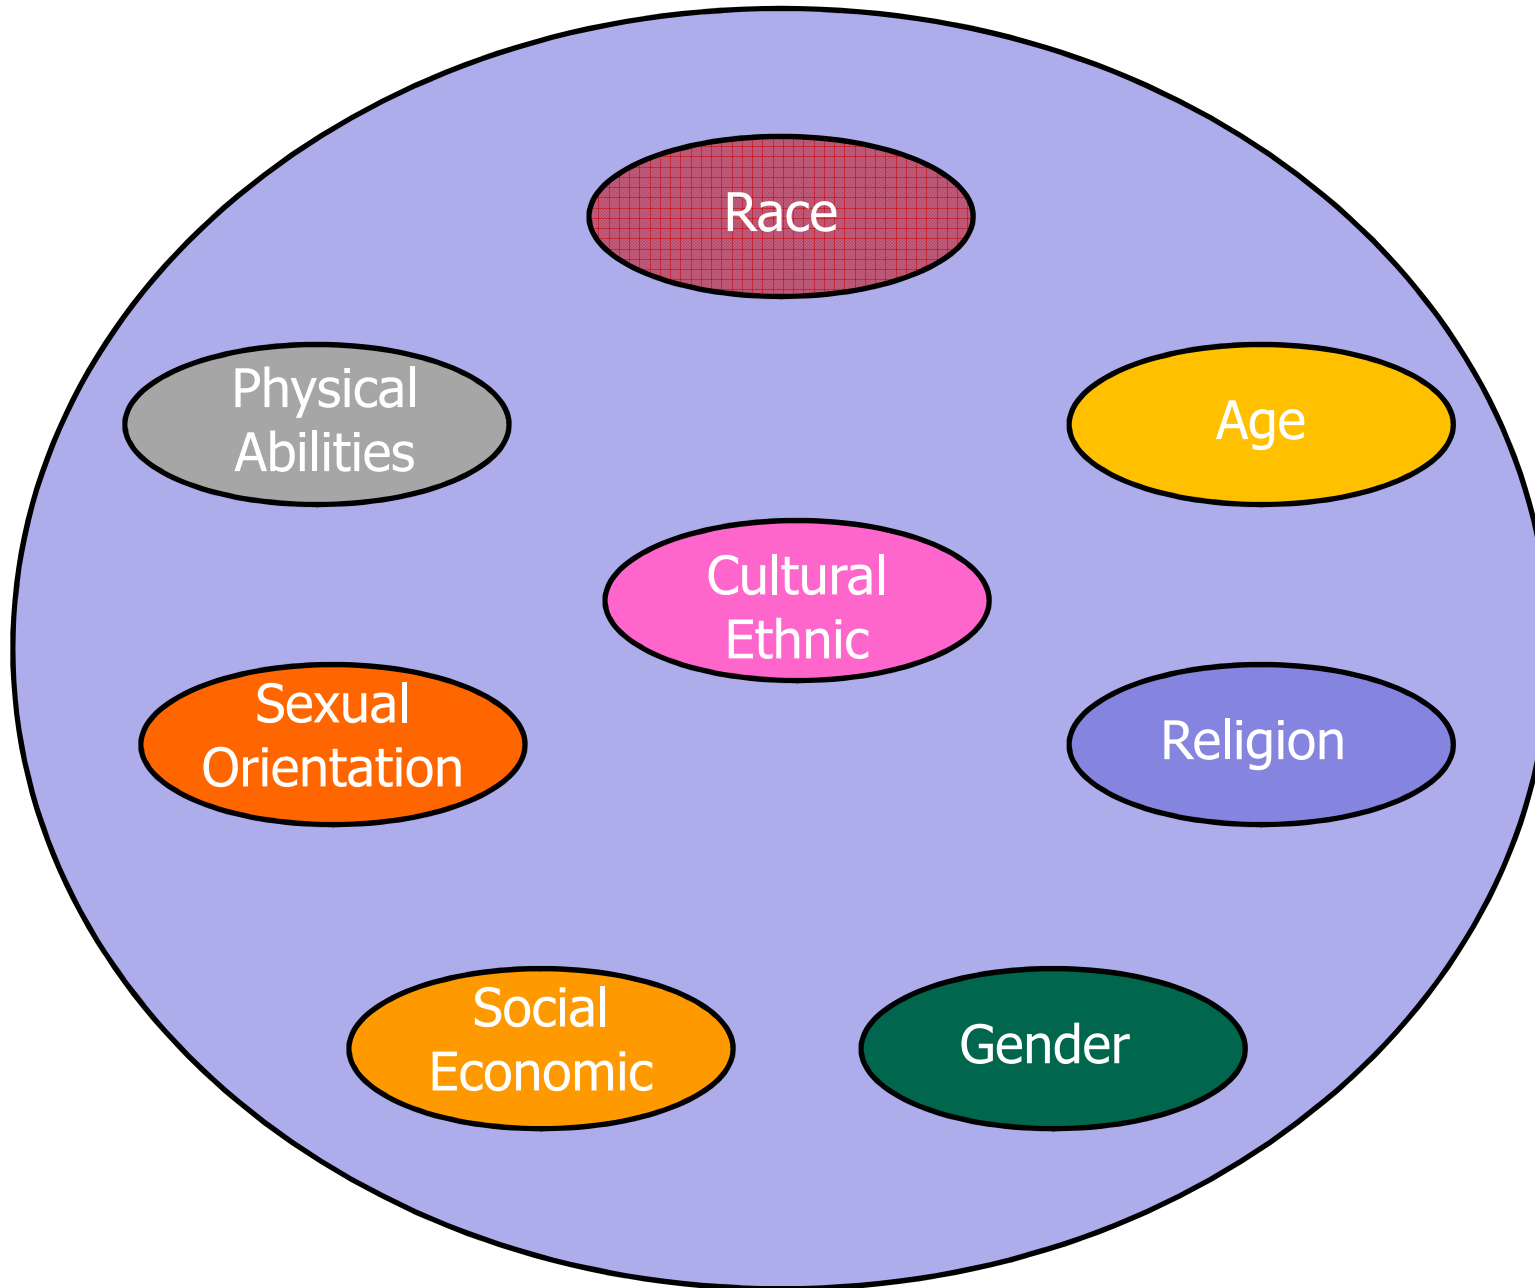 Race
Physical
Abilities
Age
Cultural
Ethnic
Sexual
Orientation
Religion
Social
Economic
Gender